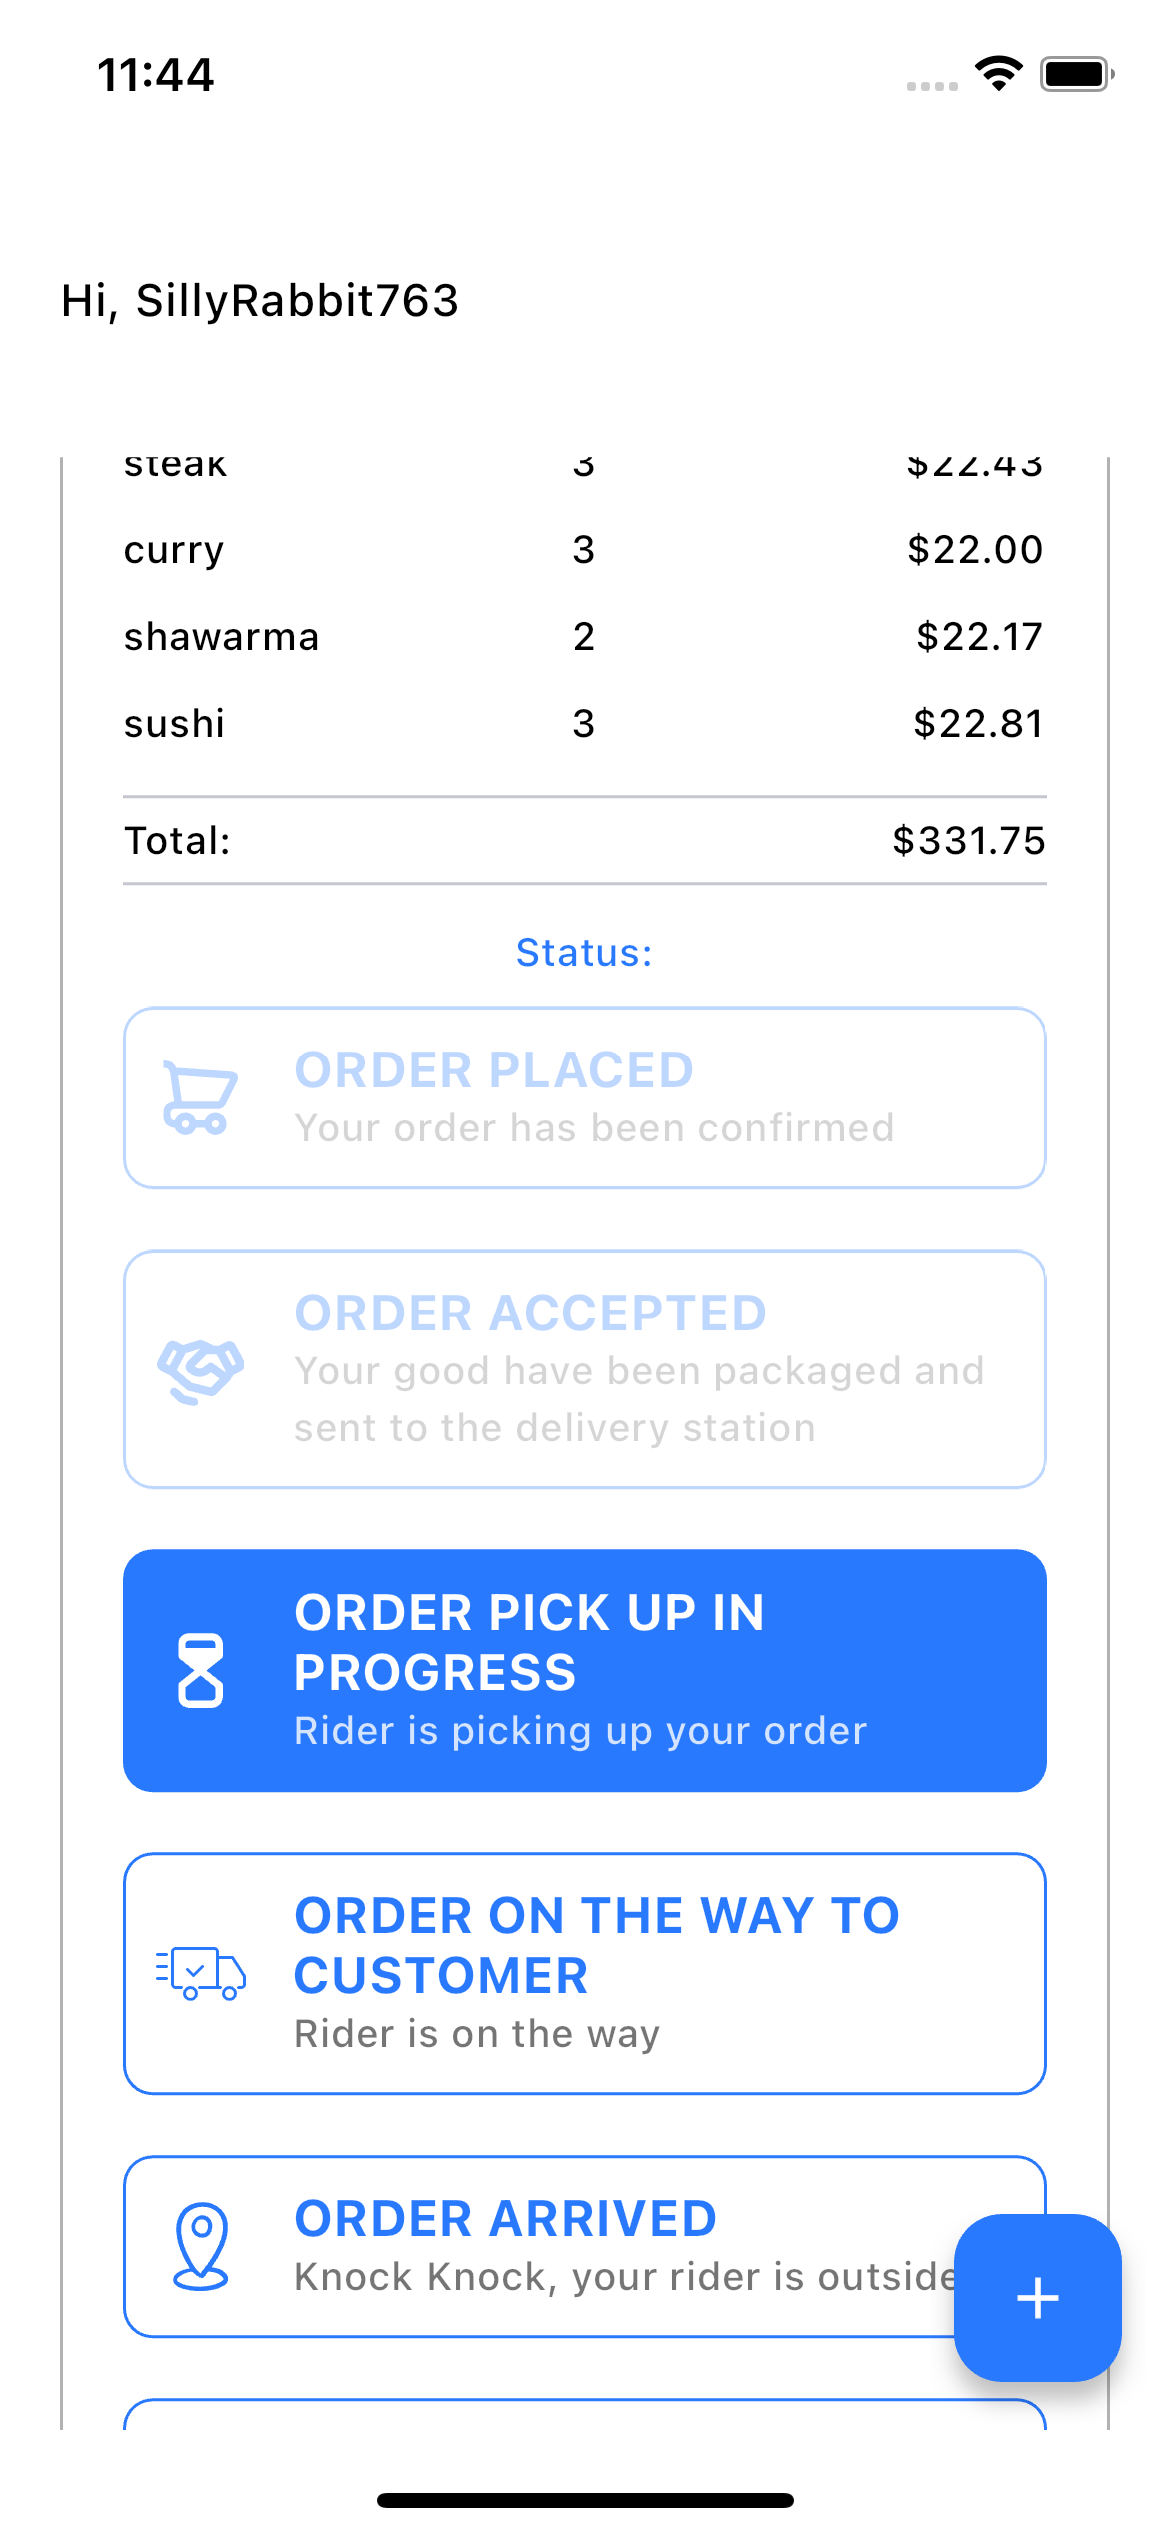 11:44
Hi, SillyRabbit763
steak 3 $22.43
curry 3 $22.00
shawarma 2 $22.17
sushi 3 $22.81
Total: $331.75
Status:
ORDER PLACED
Your order has been confirmed
ORDER ACCEPTED
Your good have been packaged and
sent to the delivery station
ORDER PICK UP IN
PROGRESS
Rider is picking up your order
ORDER ON THE WAY TO
CUSTOMER
Rider is on the way
ORDER ARRIVED
Knock Knock, your rider is outside
+